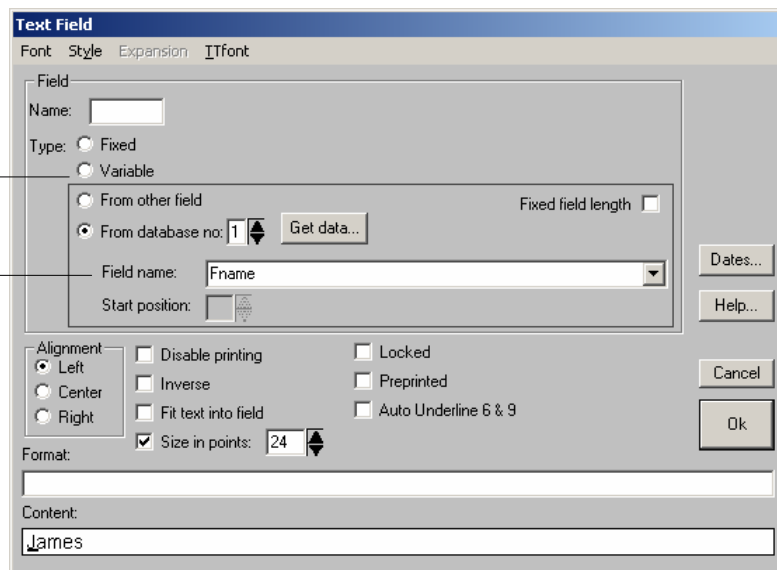 Text Field
Font Style Expansion TTfont
Field
Name:
Type: Fixed
Variable
From other field
Fixed field length
From database no: 1 Get data...
Field name: Fname
Start position:
Dates...
Help...
Alignment
Left
Center
Right
Disable printing
Inverse
Fit text into field
Size in points: 24
Locked
Preprinted
Auto Underline 6 & 9
Cancel
Ok
Format:
Content:
James